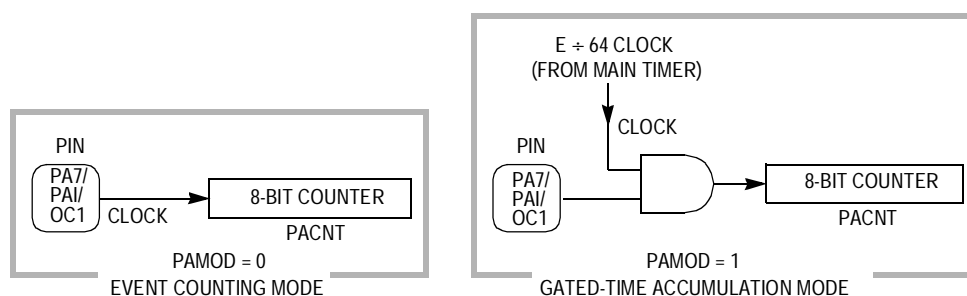 PIN
PA7/
PAI/
OC1
CLOCK
8-BIT COUNTER
PACNT
PAMOD = 0
EVENT COUNTING MODE
E ÷ 64 CLOCK
(FROM MAIN TIMER)
CLOCK
PIN
PA7/
PAI/
OC1
8-BIT COUNTER
PACNT
PAMOD = 1
GATED-TIME ACCUMULATION MODE